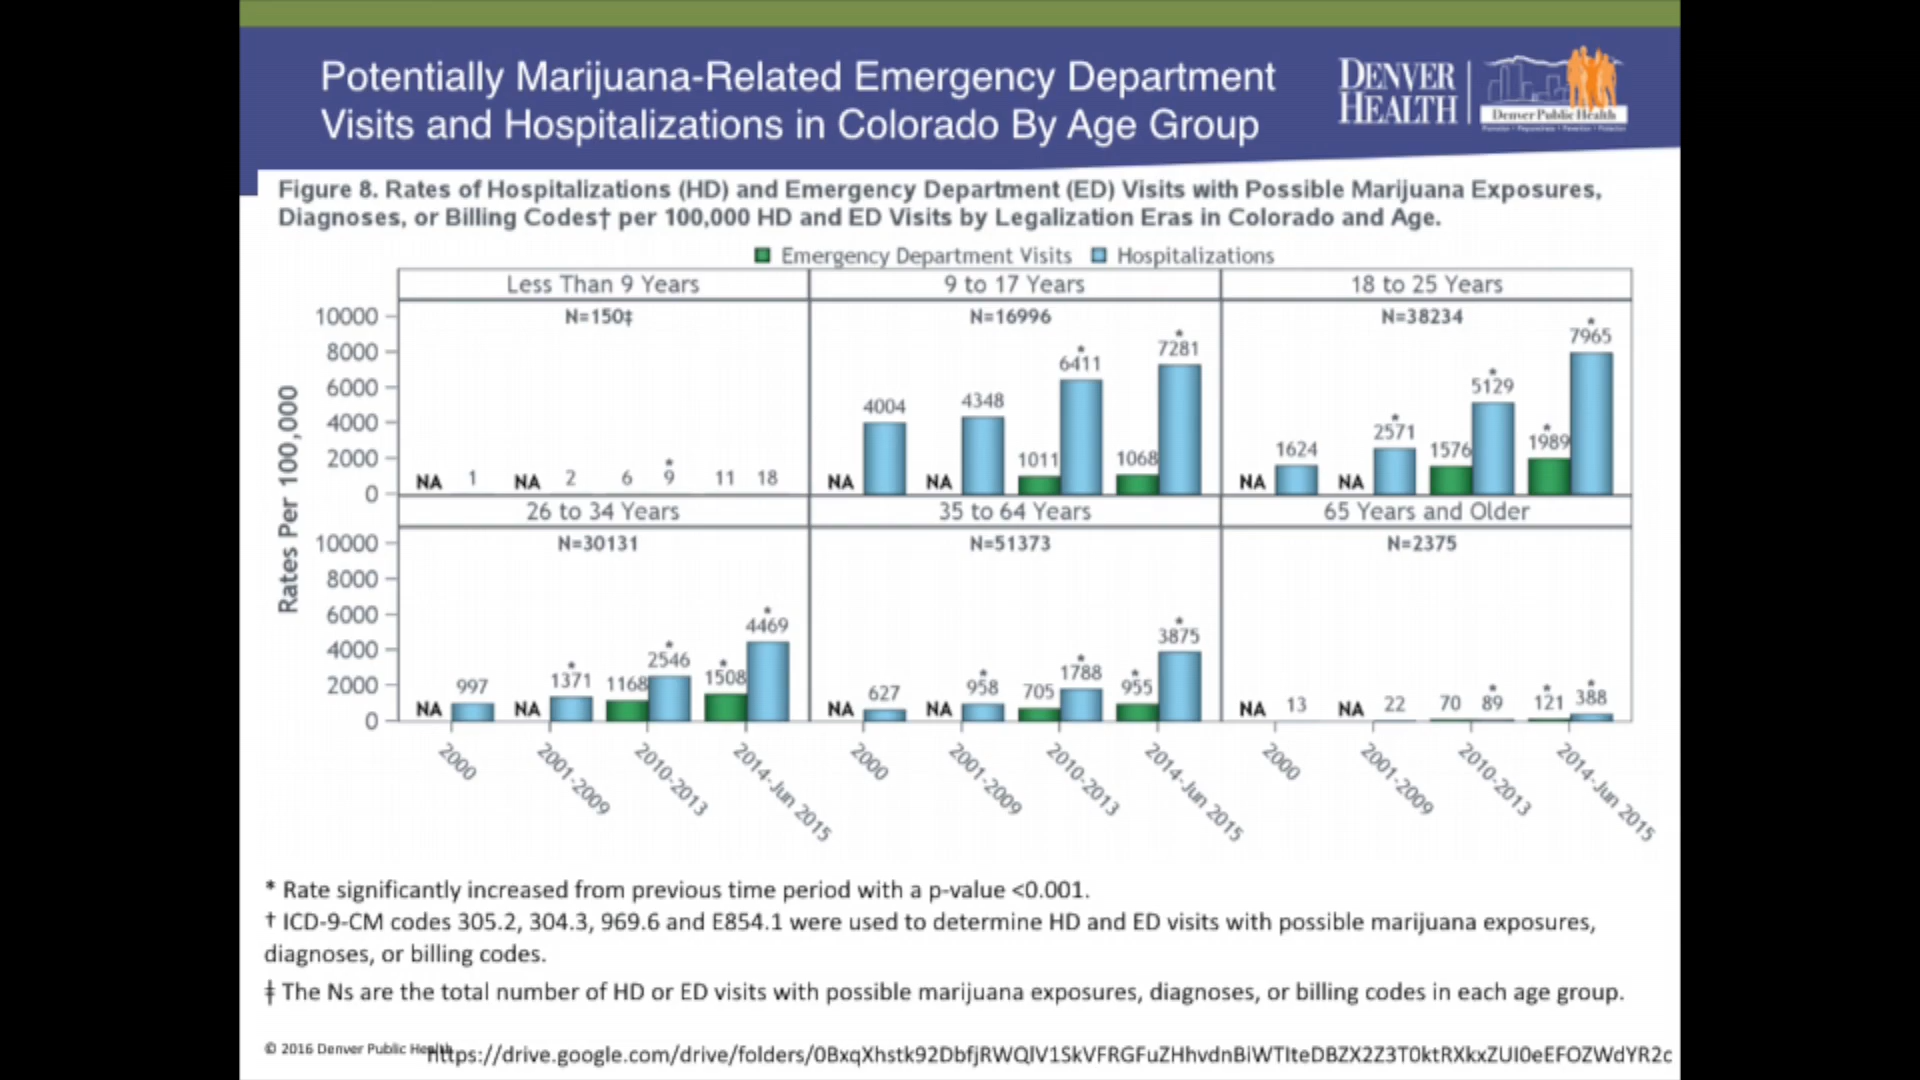 Potentially Marijuana-Related Emergency Department
Visits and Hospitalizations in Colorado By Age Group
DENVER
HEALTH
Denver Public Health
Figure 8. Rates of Hospitalizations (HD) and Emergency Department (ED) Visits with Possible Marijuana Exposures,
Diagnoses, or Billing Codes† per 100,000 HD and ED Visits by Legalization Eras in Colorado and Age.
Emergency Department Visits Hospitalizations
Less Than 9 Years 9 to 17 Years 18 to 25 Years
N=150‡ N=16996 N=38234
Rates Per 100,000
10000
8000
6000
4000
2000
0
NA 1 NA 2 6 * 9 11 18
NA 4004 NA 4348 1011 * 6411 1068 * 7281
NA 1624 NA * 2571 1576 * 5129 * 1989 * 7965
26 to 34 Years 35 to 64 Years 65 Years and Older
N=30131 N=51373 N=2375
10000
8000
6000
4000
2000
0
NA 997 NA * 1371 1168 * 2546 * 1508 * 4469
NA 627 NA * 958 705 * 1788 * 955 * 3875
NA 13 NA 22 70 * 89 * 121 * 388
2000 2001-2009 2010-2013 2014-Jun 2015
2000 2001-2009 2010-2013 2014-Jun 2015
2000 2001-2009 2010-2013 2014-Jun 2015
* Rate significantly increased from previous time period with a p-value <0.001.
† ICD-9-CM codes 305.2, 304.3, 969.6 and E854.1 were used to determine HD and ED visits with possible marijuana exposures,
diagnoses, or billing codes.
‡ The Ns are the total number of HD or ED visits with possible marijuana exposures, diagnoses, or billing codes in each age group.
© 2016 Denver Public Health